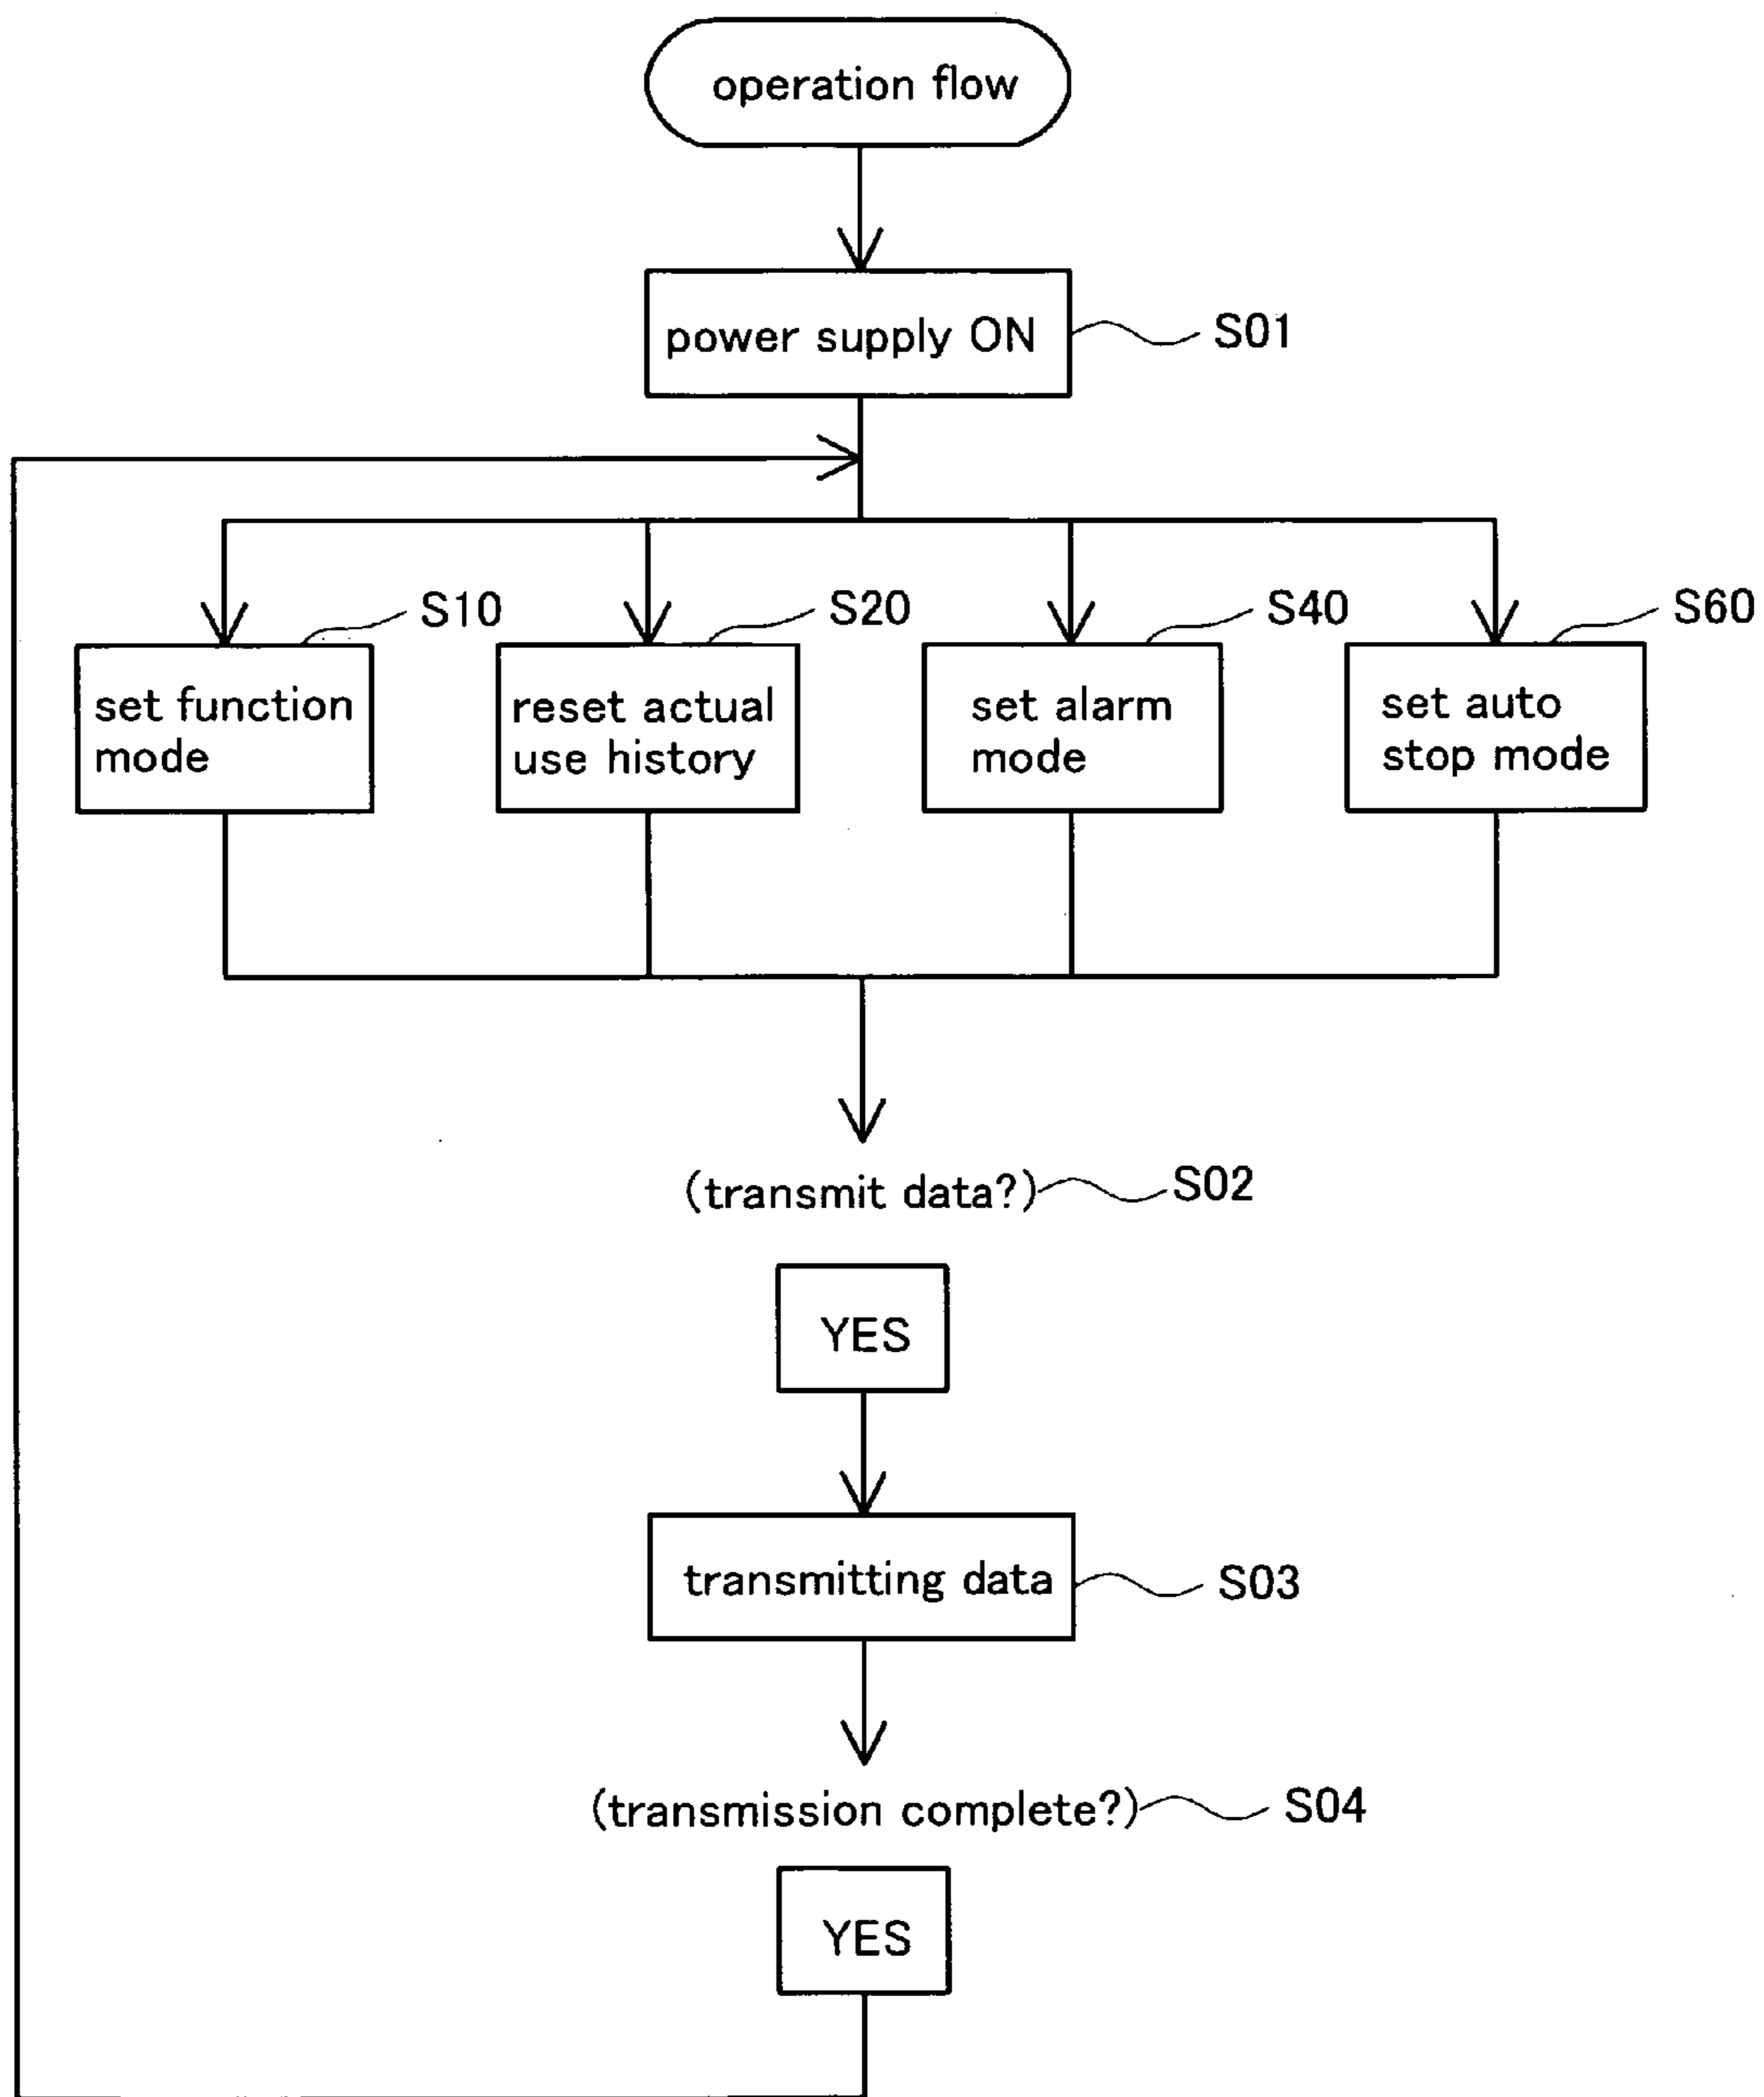 operation flow
power supply ON
S01
S10
S20
S40
S60
set function
mode
reset actual
use history
set alarm
mode
set auto
stop mode
(transmit data?)
S02
YES
transmitting data
S03
(transmission complete?)
S04
YES